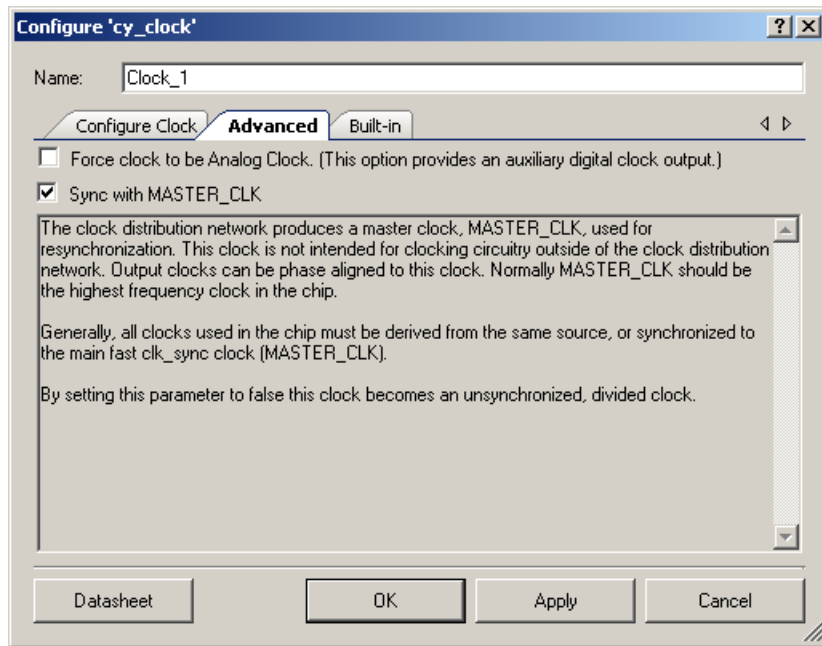 Configure 'cy_clock'
Name: Clock_1
Configure Clock Advanced Built-in
Force clock to be Analog Clock. (This option provides an auxiliary digital clock output.)
Sync with MASTER_CLK
The clock distribution network produces a master clock, MASTER_CLK, used for
resynchronization. This clock is not intended for clocking circuitry outside of the clock distribution
network. Output clocks can be phase aligned to this clock. Normally MASTER_CLK should be
the highest frequency clock in the chip.
Generally, all clocks used in the chip must be derived from the same source, or synchronized to
the main fast clk_sync clock (MASTER_CLK).
By setting this parameter to false this clock becomes an unsynchronized, divided clock.
Datasheet OK Apply Cancel